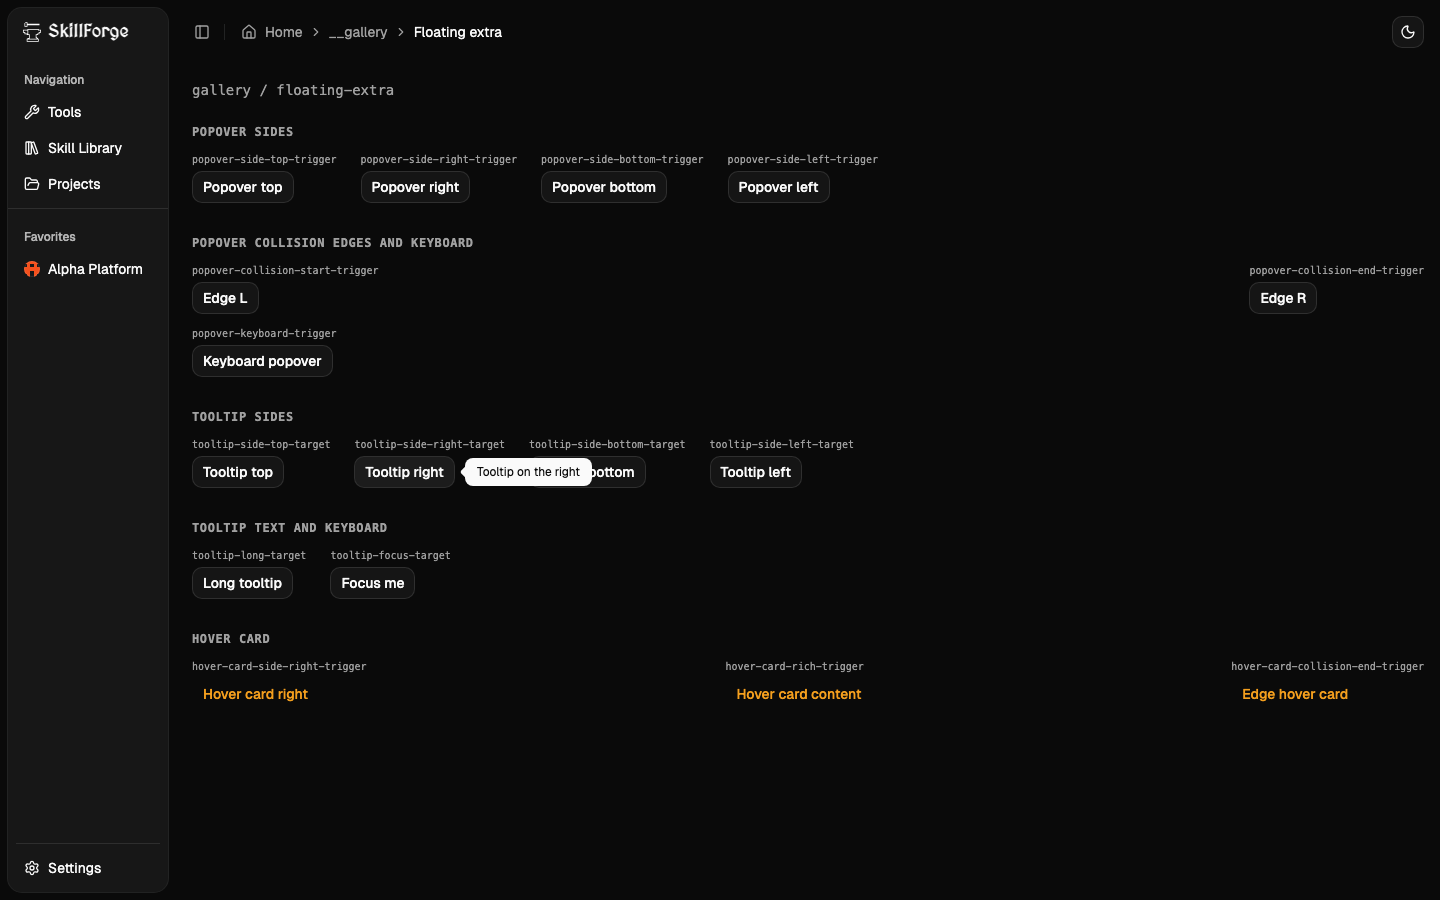 SkillForge
Home > __gallery > Floating extra
Navigation
Tools
Skill Library
Projects
Favorites
Alpha Platform
Settings
gallery / floating-extra
POPOVER SIDES
popover-side-top-trigger popover-side-right-trigger popover-side-bottom-trigger popover-side-left-trigger
Popover top Popover right Popover bottom Popover left
POPOVER COLLISION EDGES AND KEYBOARD
popover-collision-start-trigger popover-collision-end-trigger
Edge L Edge R
popover-keyboard-trigger
Keyboard popover
TOOLTIP SIDES
tooltip-side-top-target tooltip-side-right-target tooltip-side-bottom-target tooltip-side-left-target
Tooltip top Tooltip right Tooltip on the right bottom Tooltip left
TOOLTIP TEXT AND KEYBOARD
tooltip-long-target tooltip-focus-target
Long tooltip Focus me
HOVER CARD
hover-card-side-right-trigger hover-card-rich-trigger hover-card-collision-end-trigger
Hover card right Hover card content Edge hover card